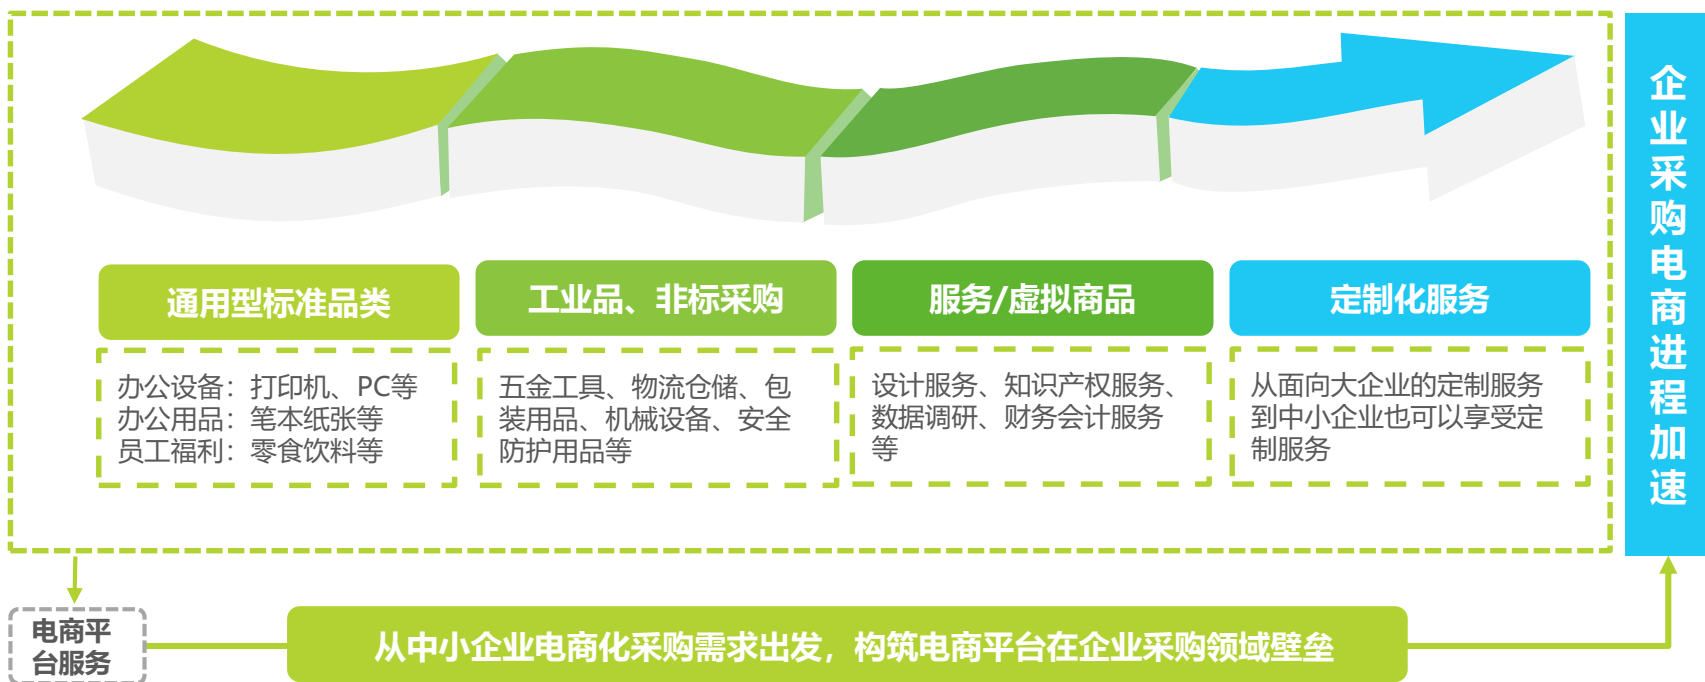 通用型标准品类
办公设备：打印机、PC等
办公用品：笔本纸张等
员工福利：零食饮料等
工业品、非标采购
五金工具、物流仓储、包
装用品、机械设备、安全
防护用品等
服务/虚拟商品
设计服务、知识产权服务、
数据调研、财务会计服务
等
定制化服务
从面向大企业的定制服务
到中小企业也可以享受定
制服务
企业采购电商进程加速
电商平
台服务
从中小企业电商化采购需求出发，构筑电商平台在企业采购领域壁垒